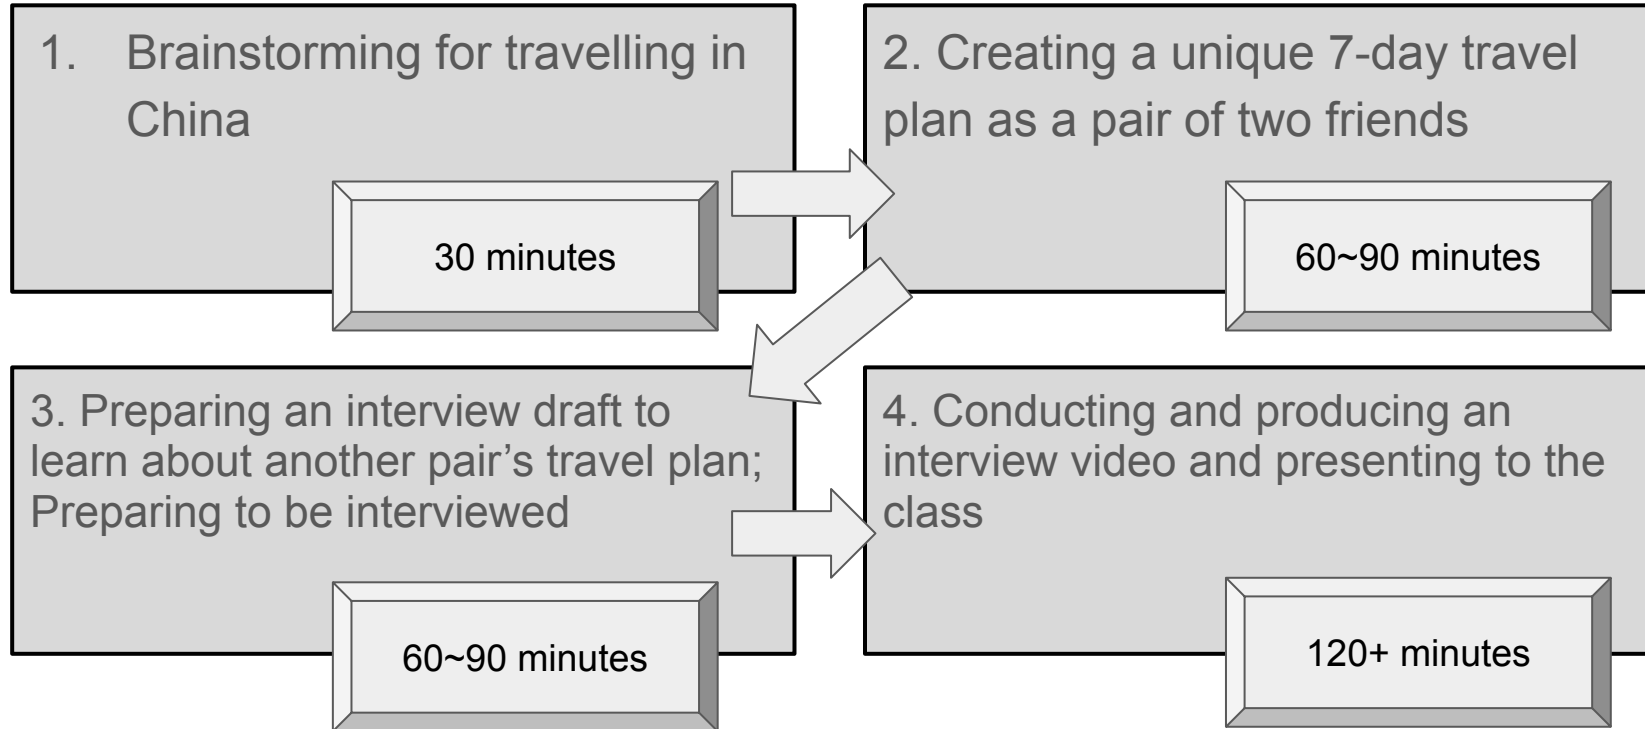 1. Brainstorming for travelling in
China
30 minutes
2. Creating a unique 7-day travel
plan as a pair of two friends
60~90 minutes
3. Preparing an interview draft to
learn about another pair’s travel plan;
Preparing to be interviewed
60~90 minutes
4. Conducting and producing an
interview video and presenting to the
class
120+ minutes